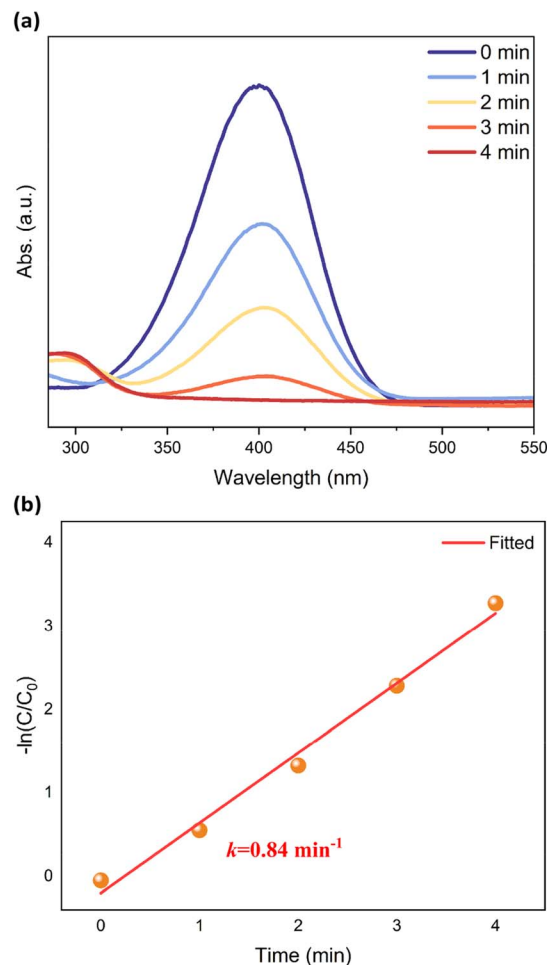 (a)
0 min
1 min
2 min
3 min
4 min
Abs. (a.u.)
300 350 400 450 500 550
Wavelength (nm)
(b)
4
Fitted
3
2
1
0
-ln(C/C₀)
k=0.84 min⁻¹
0 1 2 3 4
Time (min)